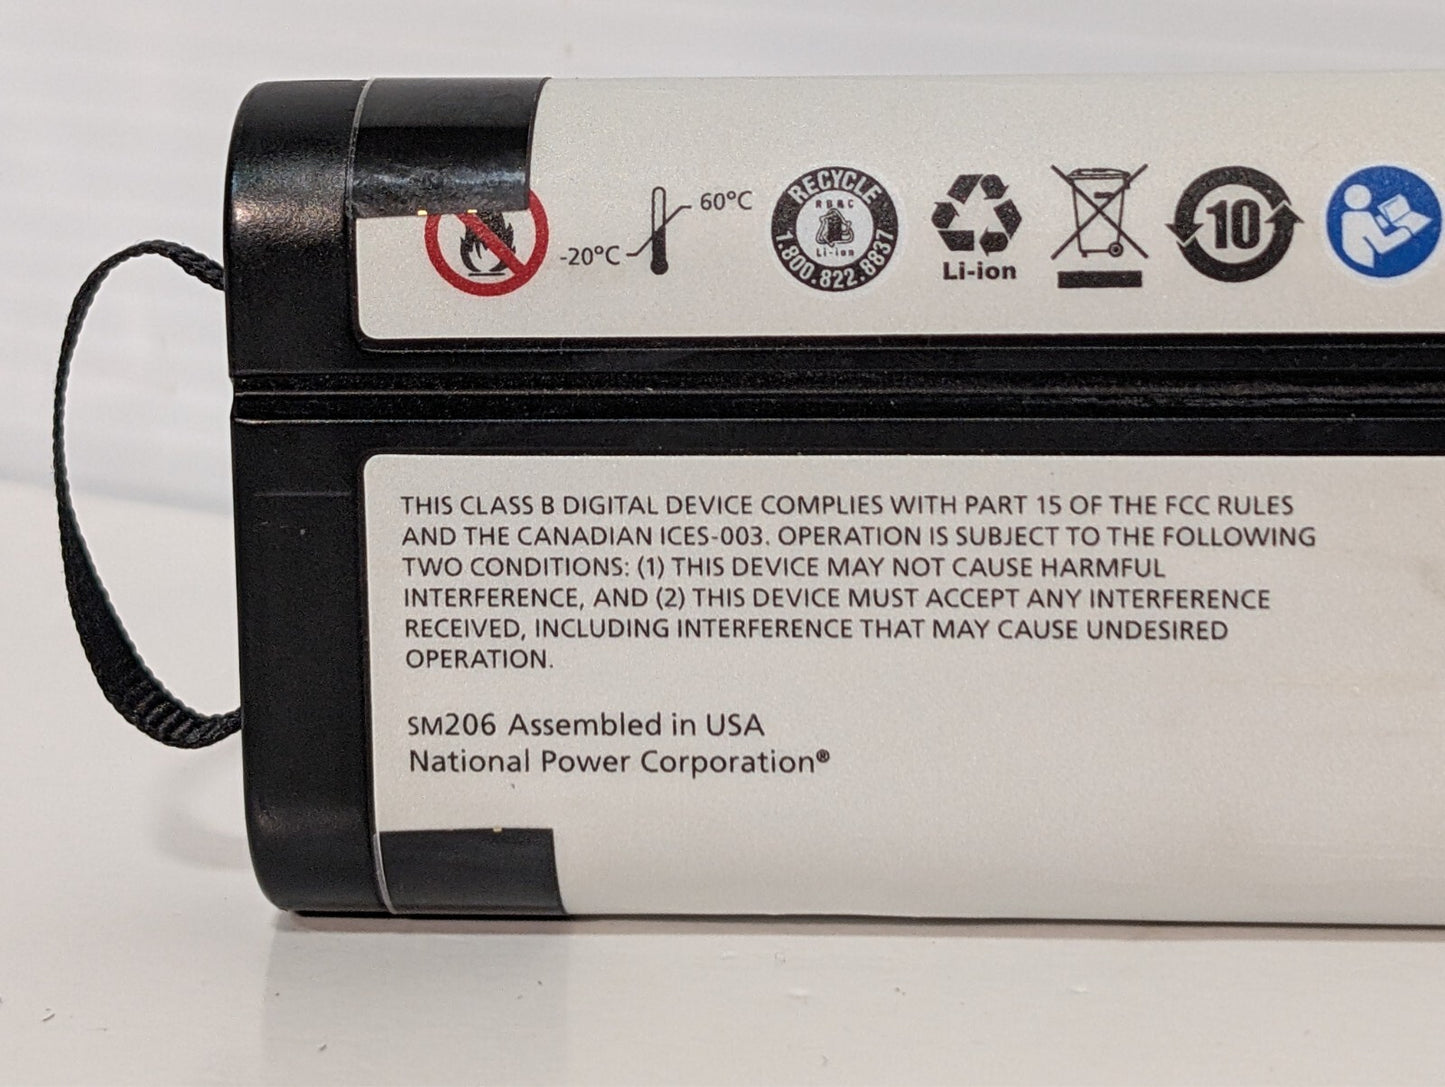 -20°C
60°C
RECYCLE
RBRC
Li-ion
1.800.822.8837
Li-ion
10
THIS CLASS B DIGITAL DEVICE COMPLIES WITH PART 15 OF THE FCC RULES
AND THE CANADIAN ICES-003. OPERATION IS SUBJECT TO THE FOLLOWING
TWO CONDITIONS: (1) THIS DEVICE MAY NOT CAUSE HARMFUL
INTERFERENCE, AND (2) THIS DEVICE MUST ACCEPT ANY INTERFERENCE
RECEIVED, INCLUDING INTERFERENCE THAT MAY CAUSE UNDESIRED
OPERATION.
SM206 Assembled in USA
National Power Corporation®